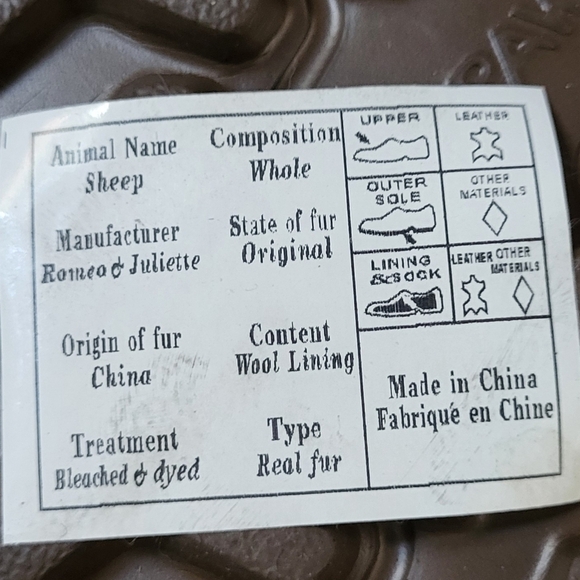 Animal Name
Sheep
Composition
Whole
Manufacturer
Romeo & Juliette
State of fur
Original
Origin of fur
China
Content
Wool Lining
Treatment
Bleached & dyed
Type
Real fur
UPPER
LEATHER
OUTER
SOLE
OTHER
MATERIALS
LINING
&SOCK
LEATHER OTHER
MATERIALS
Made in China
Fabriqué en Chine